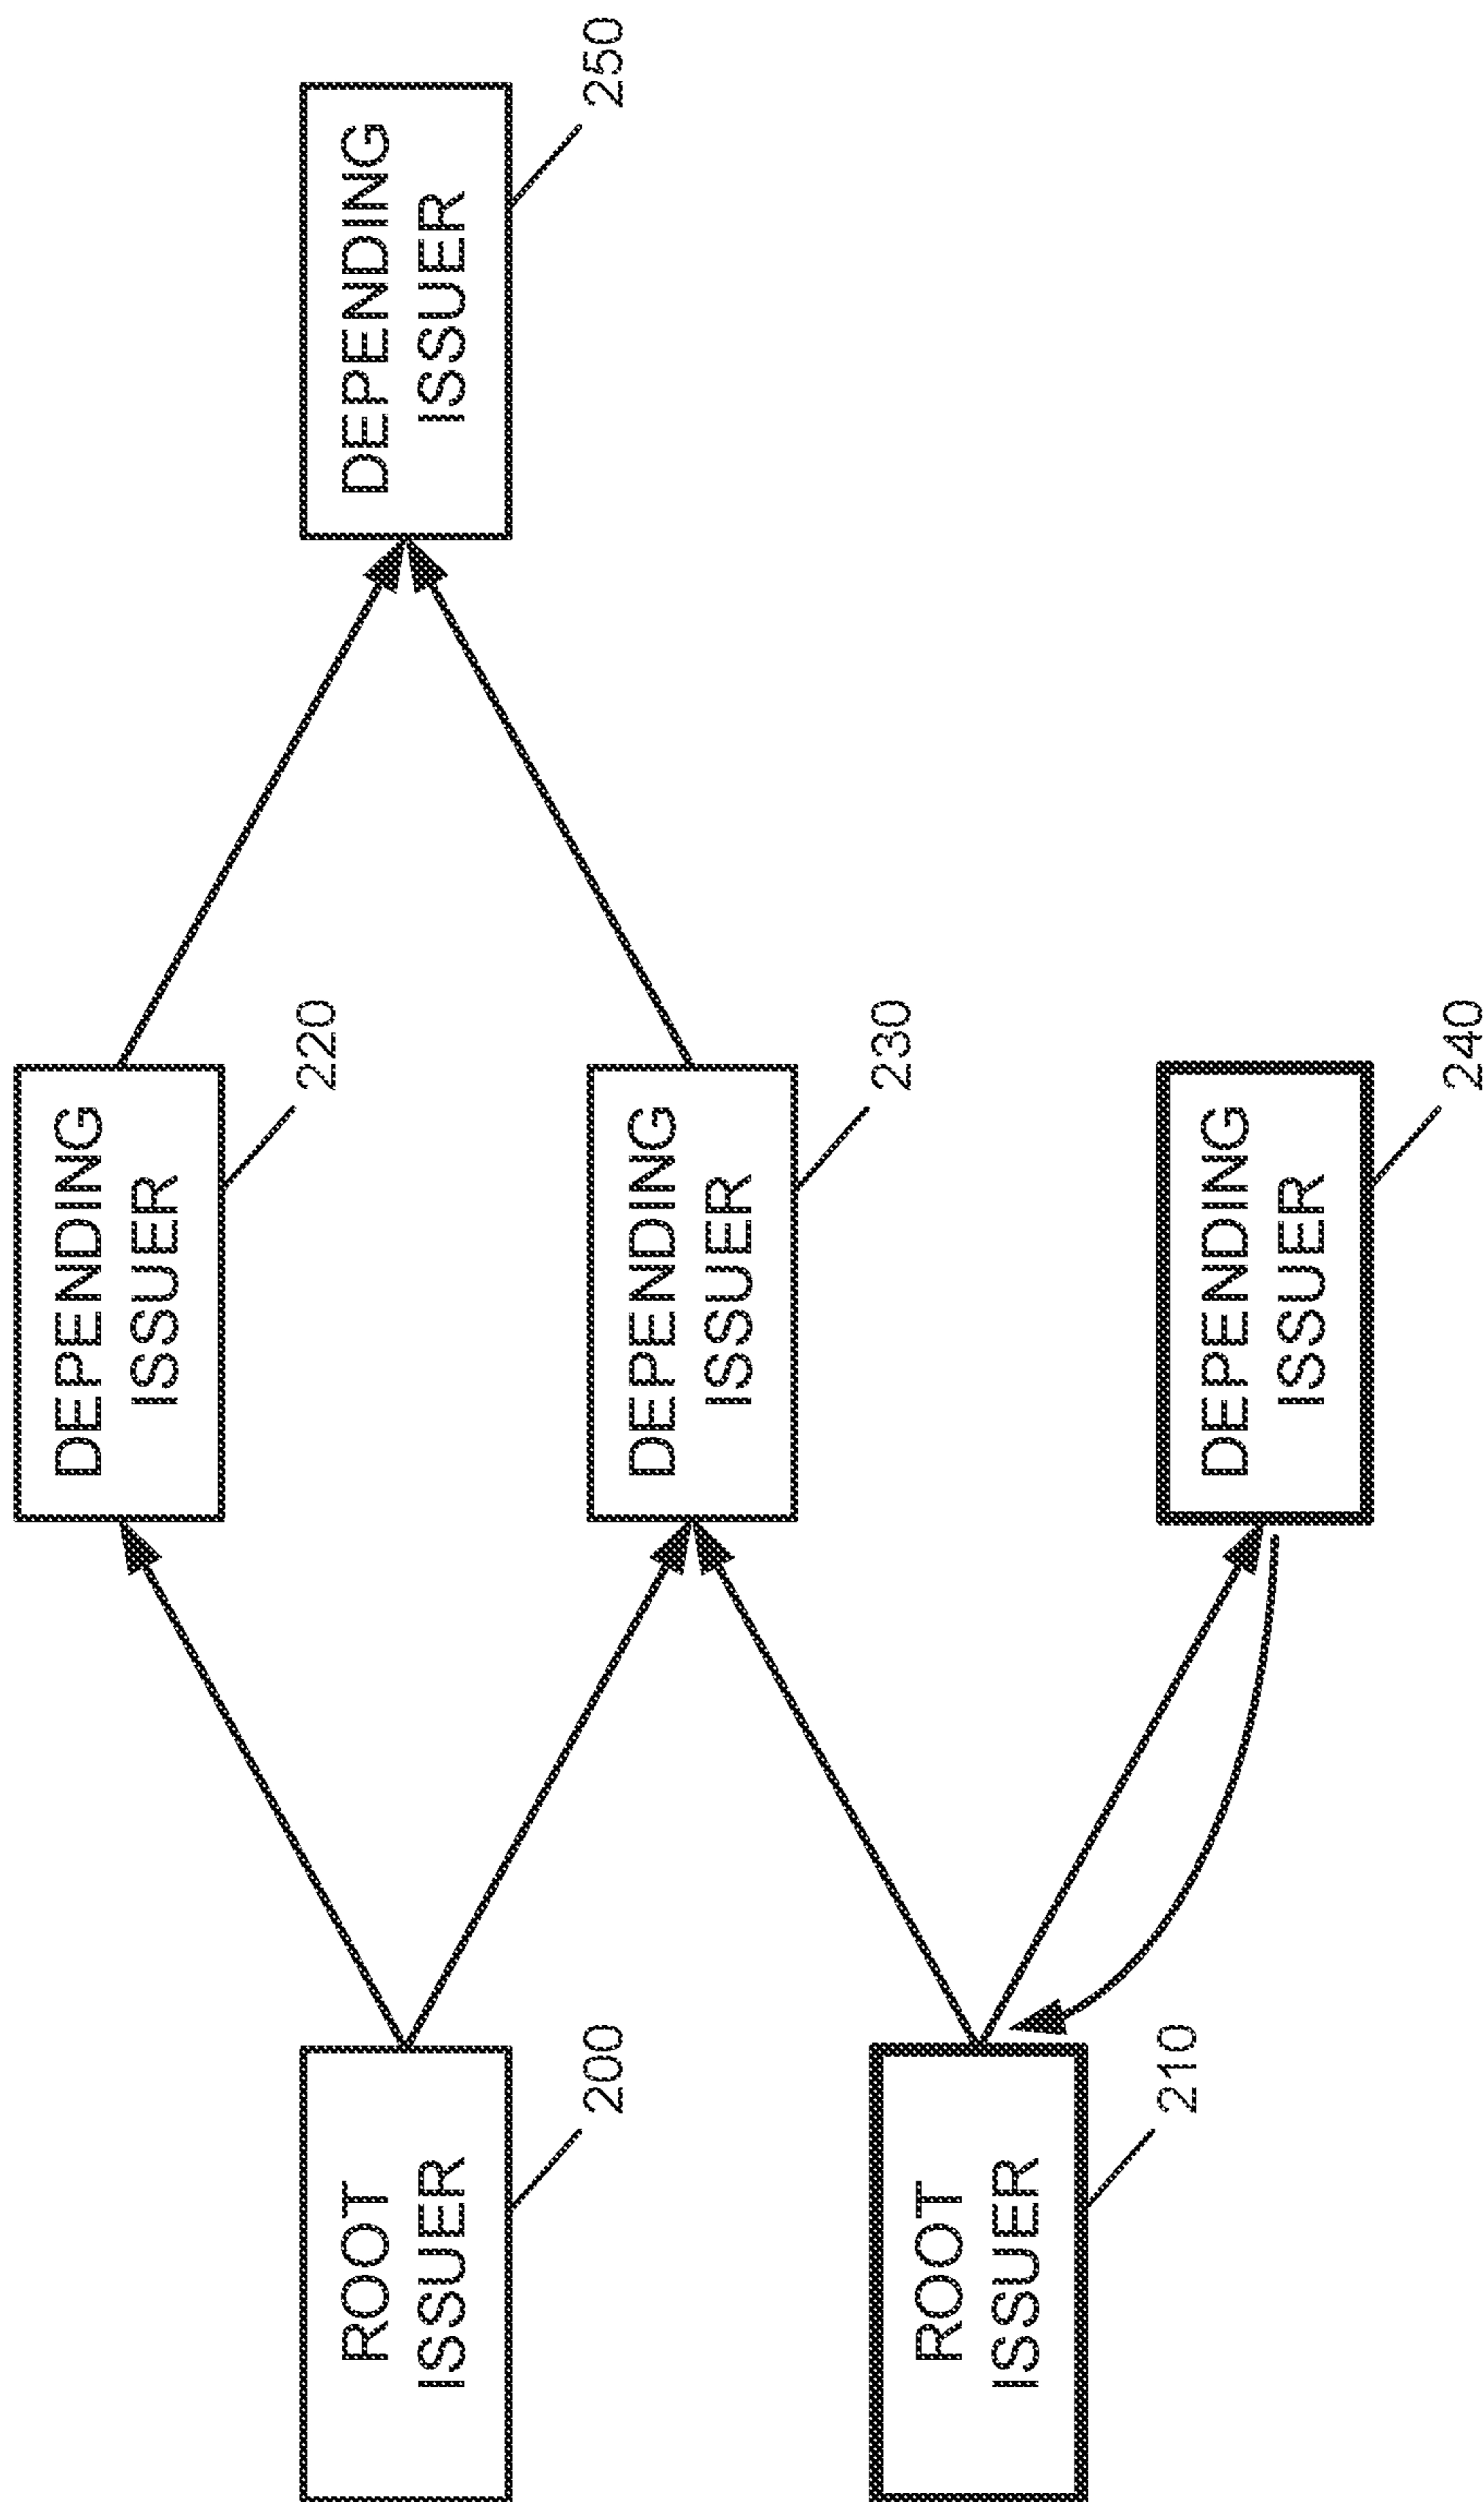 DEPENDING
ISSUER
220
ROOT
ISSUER
200
DEPENDING
ISSUER
250
DEPENDING
ISSUER
230
ROOT
ISSUER
210
DEPENDING
ISSUER
240